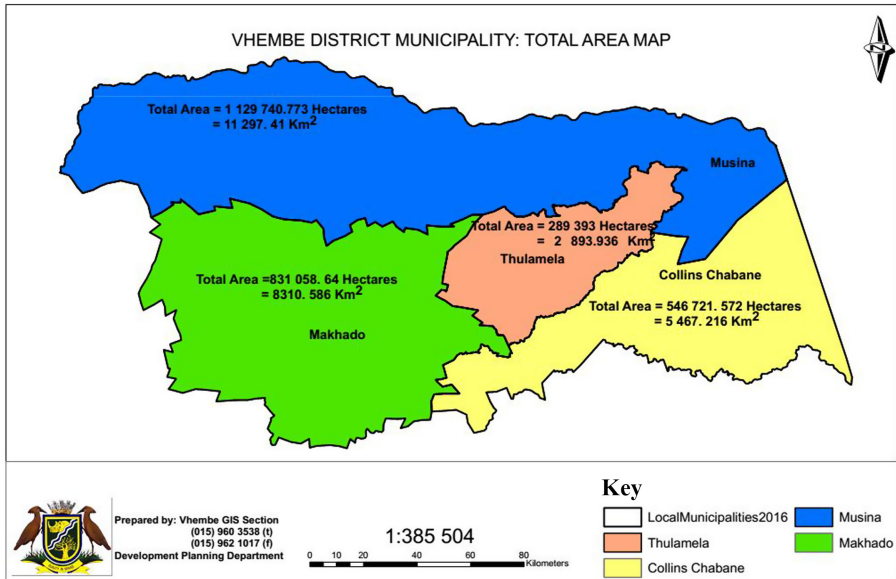 VHEMBE DISTRICT MUNICIPALITY: TOTAL AREA MAP
N
Total Area = 1 129 740.773 Hectares
= 11 297. 41 Km2
Musina
Total Area = 289 393 Hectares
= 2 893.936 Km2
Thulamela
Collins Chabane
Total Area =831 058. 64 Hectares
= 8310. 586 Km2
Total Area = 546 721. 572 Hectares
= 5 467. 216 Km2
Makhado
Key
LocalMunicipalities2016
Musina
Thulamela
Makhado
Collins Chabane
Prepared by: Vhembe GIS Section
(015) 960 3538 (t)
(015) 962 1017 (f)
Development Planning Department
1:385 504
0 10 20 40 60 80
Kilometers